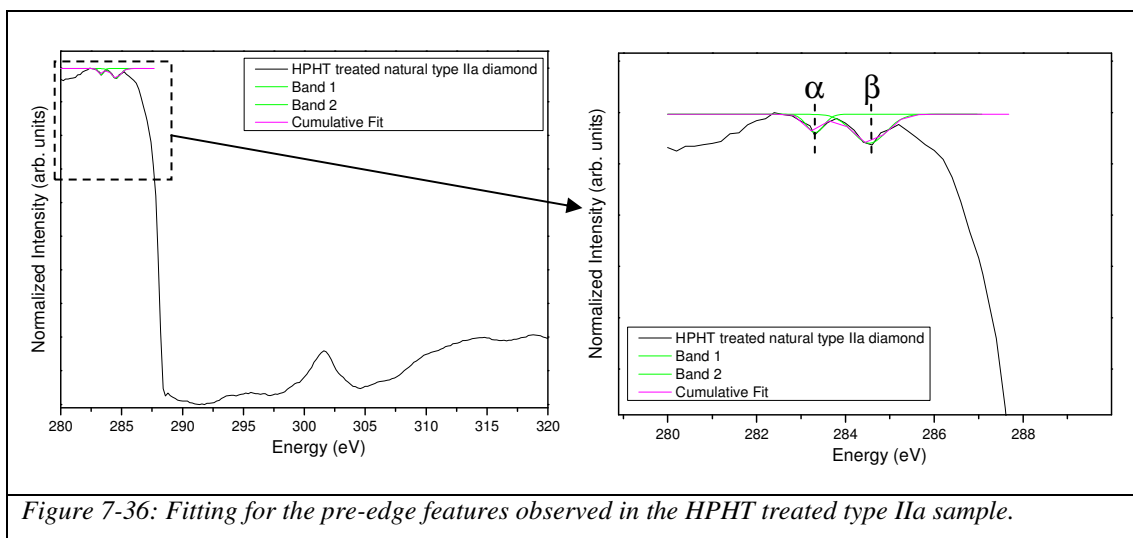 Normalized Intensity (arb. units)
HPHT treated natural type IIa diamond
Band 1
Band 2
Cumulative Fit
280 285 290 295 300 305 310 315 320
Energy (eV)
α β
Normalized Intensity (arb. units)
HPHT treated natural type IIa diamond
Band 1
Band 2
Cumulative Fit
280 282 284 286 288
Energy (eV)
Figure 7-36: Fitting for the pre-edge features observed in the HPHT treated type IIa sample.